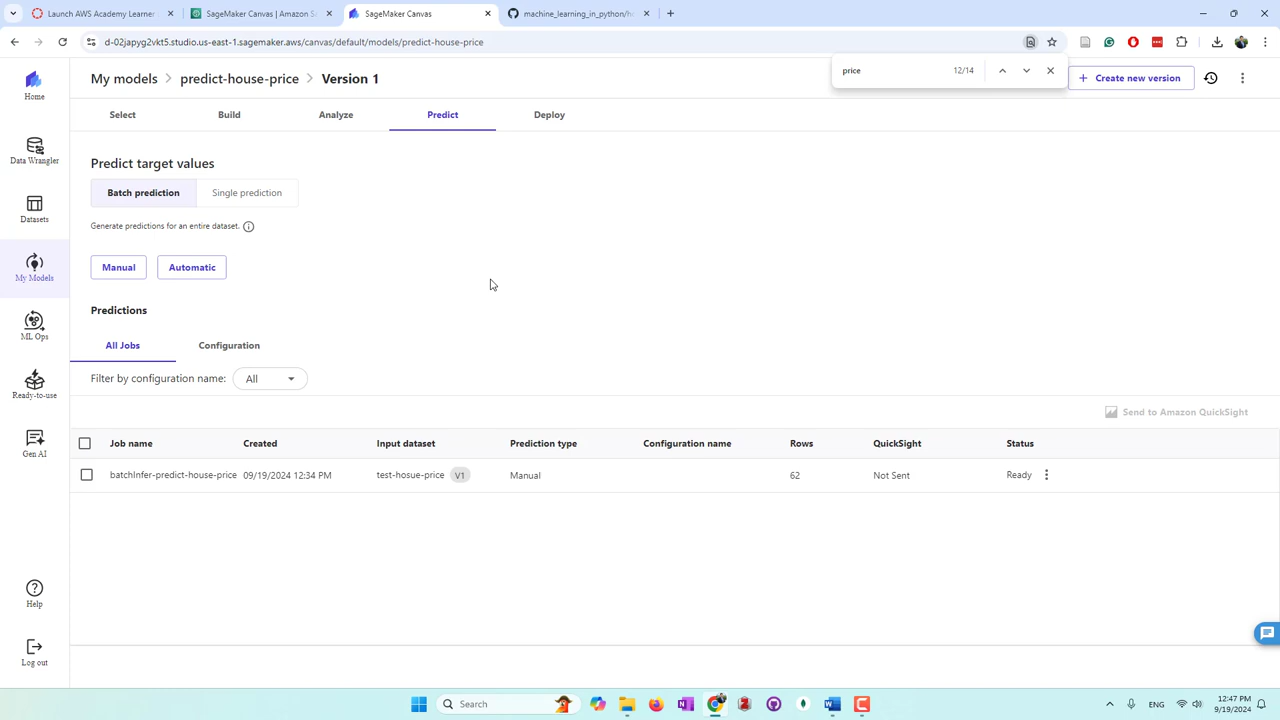 Launch AWS Academy Learner
SageMaker Canvas | Amazon Sa
SageMaker Canvas
machine_learning_in_python/h
d-02japyg2vkt5.studio.us-east-1.sagemaker.aws/canvas/default/models/predict-house-price
price 12/14
My models > predict-house-price > Version 1
+ Create new version
Home
Data Wrangler
Datasets
My Models
ML Ops
Ready-to-use
Gen AI
Help
Log out
Select Build Analyze Predict Deploy
Predict target values
Batch prediction Single prediction
Generate predictions for an entire dataset.
Manual Automatic
Predictions
All Jobs Configuration
Filter by configuration name: All
Send to Amazon QuickSight
Job name Created Input dataset Prediction type Configuration name Rows QuickSight Status
batchInfer-predict-house-price 09/19/2024 12:34 PM test-hosue-price V1 Manual 62 Not Sent Ready
Search
ENG
12:47 PM
9/19/2024